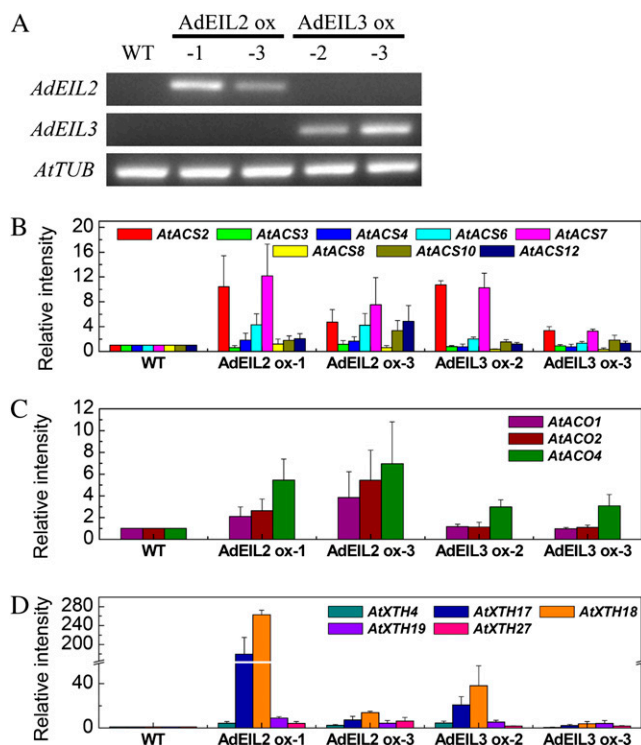 A
AdEIL2 ox AdEIL3 ox
WT -1 -3 -2 -3
AdEIL2
AdEIL3
AtTUB
B
Relative intensity
20
16
12
8
4
0
AtACS2 AtACS3 AtACS4 AtACS6 AtACS7
AtACS8 AtACS10 AtACS12
WT AdEIL2 ox-1 AdEIL2 ox-3 AdEIL3 ox-2 AdEIL3 ox-3
C
Relative intensity
12
10
8
6
4
2
0
AtACO1
AtACO2
AtACO4
WT AdEIL2 ox-1 AdEIL2 ox-3 AdEIL3 ox-2 AdEIL3 ox-3
D
Relative intensity
280
240
200
40
0
AtXTH4 AtXTH17 AtXTH18
AtXTH19 AtXTH27
WT AdEIL2 ox-1 AdEIL2 ox-3 AdEIL3 ox-2 AdEIL3 ox-3